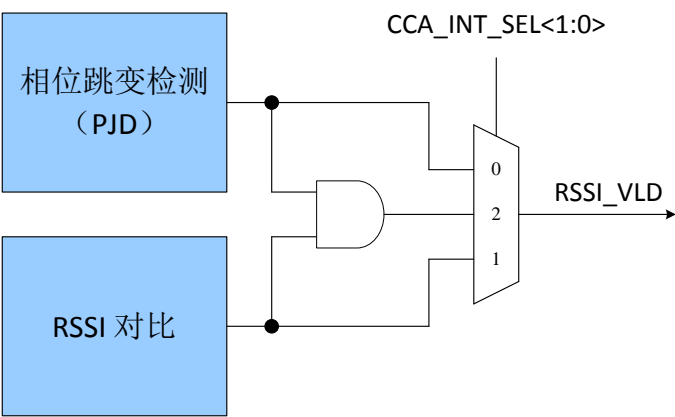 CCA_INT_SEL<1:0>
相位跳变检测
（PJD）
0
2
1
RSSI_VLD
RSSI 对比